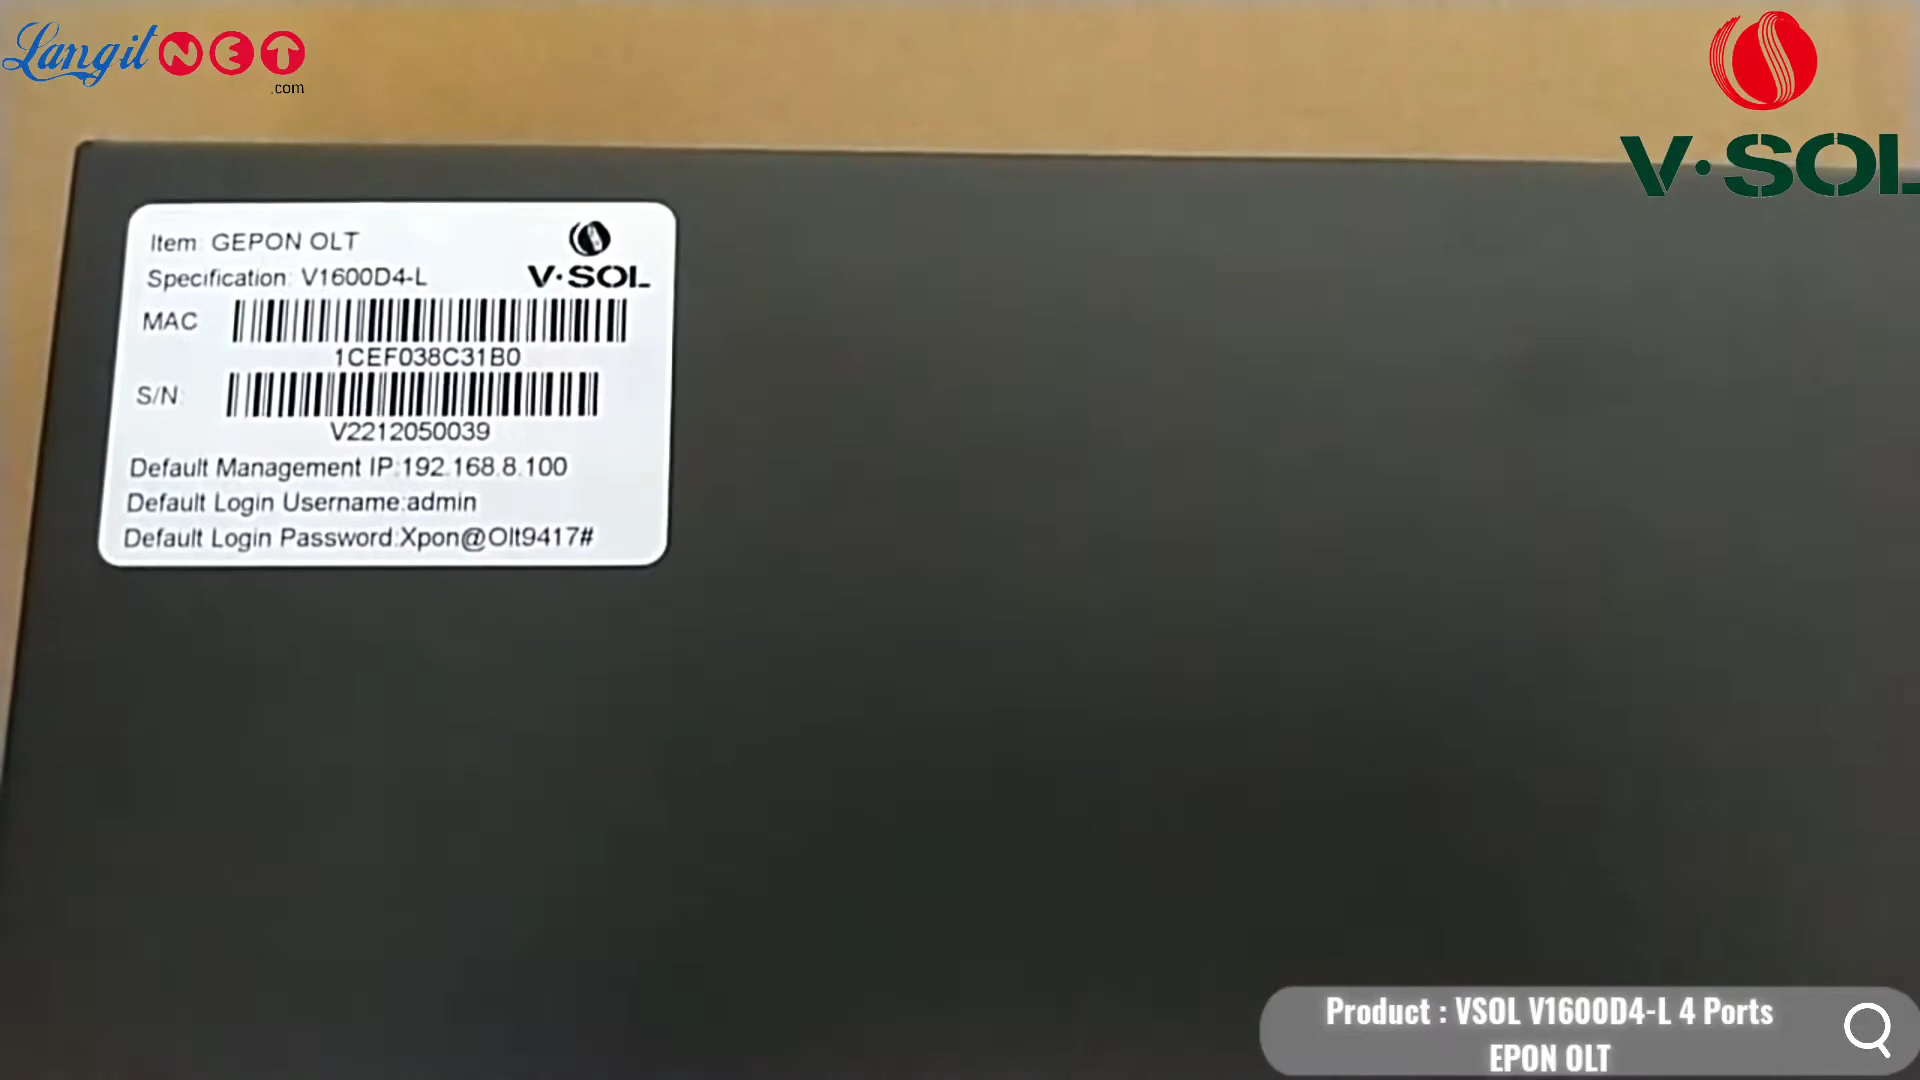 LangitNET
.com
V·SOL
Item: GEPON OLT
V·SOL
Specification: V1600D4-L
MAC
1CEF038C31B0
S/N:
V2212050039
Default Management IP:192.168.8.100
Default Login Username:admin
Default Login Password:Xpon@Olt9417#
Product : VSOL V1600D4-L 4 Ports
EPON OLT